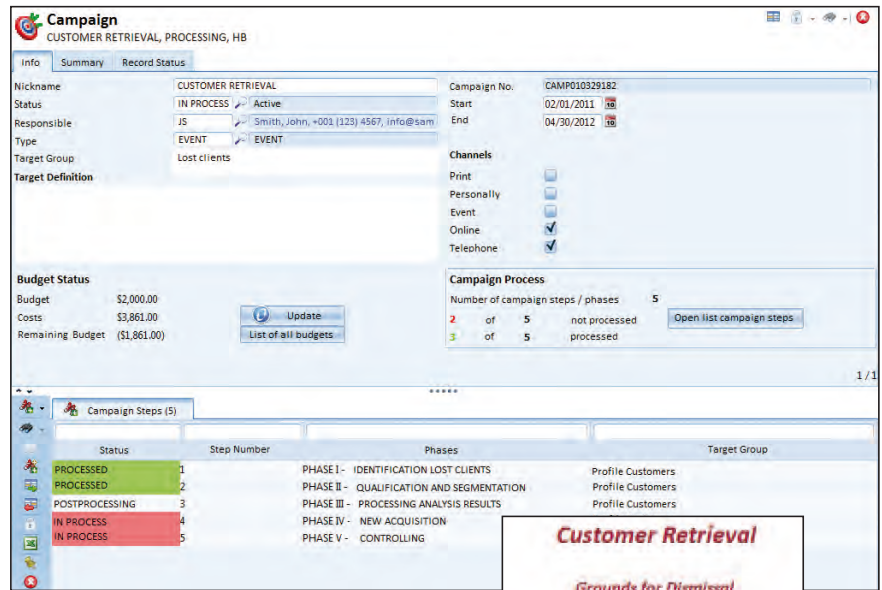 Campaign
CUSTOMER RETRIEVAL, PROCESSING, HB
Info Summary Record Status
Nickname CUSTOMER RETRIEVAL
Status IN PROCESS Active
Responsible JS Smith, John, +001 (123) 4567, info@sam
Type EVENT EVENT
Target Group Lost clients
Target Definition
Campaign No. CAMP010329182
Start 02/01/2011 10
End 04/30/2012 10
Channels
Print
Personally
Event
Online
Telephone
Budget Status
Budget $2,000.00
Costs $3,861.00 Update
Remaining Budget ($1,861.00) List of all budgets
Campaign Process
Number of campaign steps / phases 5
2 of 5 not processed Open list campaign steps
3 of 5 processed
1/1
Campaign Steps (5)
Status Step Number Phases Target Group
PROCESSED 1 PHASE I - IDENTIFICATION LOST CLIENTS Profile Customers
PROCESSED 2 PHASE II - QUALIFICATION AND SEGMENTATION Profile Customers
POSTPROCESSING 3 PHASE III - PROCESSING ANALYSIS RESULTS Profile Customers
IN PROCESS 4 PHASE IV - NEW ACQUISITION
IN PROCESS 5 PHASE V - CONTROLLING
Customer Retrieval
Grounds for Dismissal